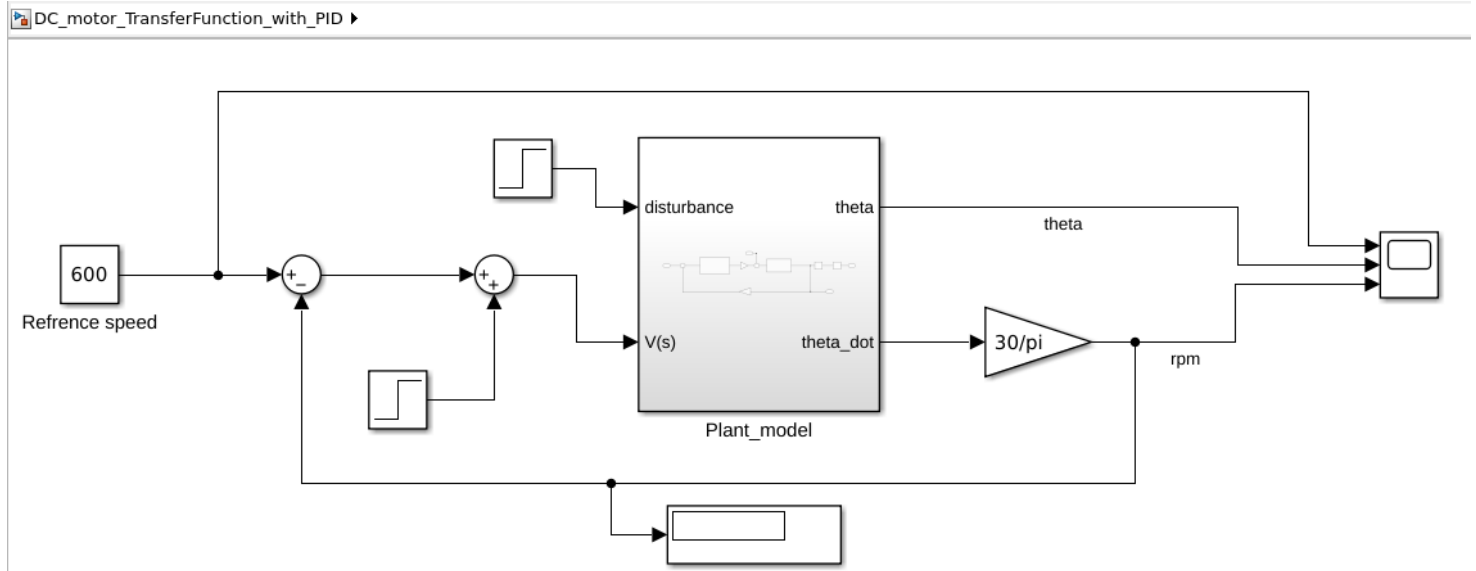 DC_motor_TransferFunction_with_PID
disturbance
theta
theta
600
+
−
+
+
Refrence speed
V(s)
theta_dot
30/pi
rpm
Plant_model